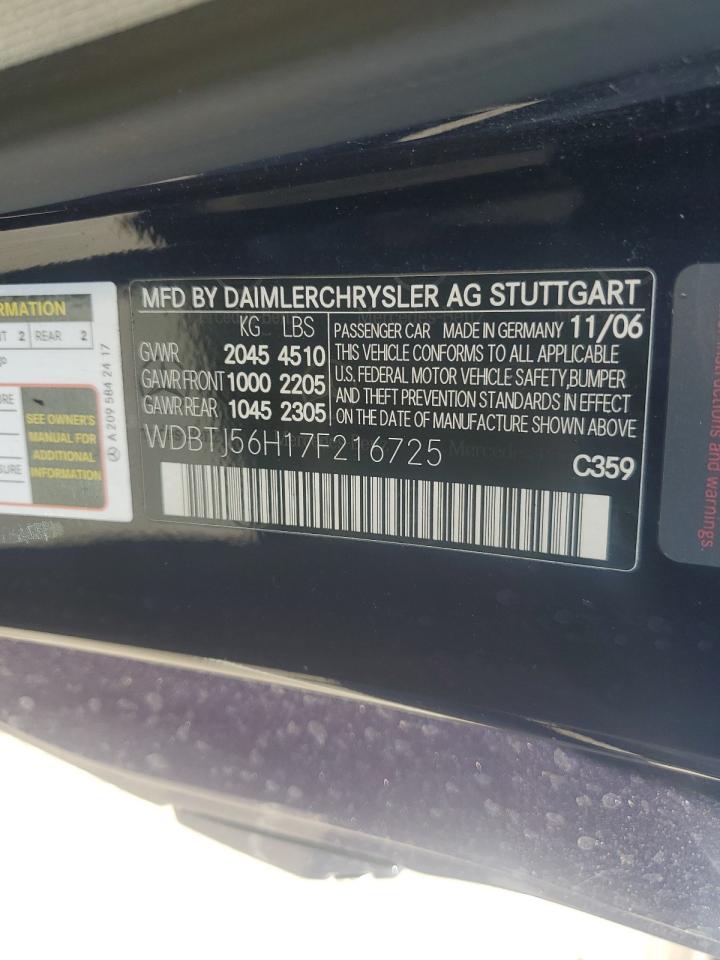 MFD BY DAIMLERCHRYSLER AG STUTTGART
KG LBS
GVWR 2045 4510
GAWR FRONT 1000 2205
GAWR REAR 1045 2305
PASSENGER CAR MADE IN GERMANY 11/06
THIS VEHICLE CONFORMS TO ALL APPLICABLE
U.S. FEDERAL MOTOR VEHICLE SAFETY,BUMPER
AND THEFT PREVENTION STANDARDS IN EFFECT
ON THE DATE OF MANUFACTURE SHOWN ABOVE
WDBTJ56H17F216725
C359
2 REAR 2
SEE OWNER'S
MANUAL FOR
ADDITIONAL
INFORMATION
A 209 584 24 17
and warnings.